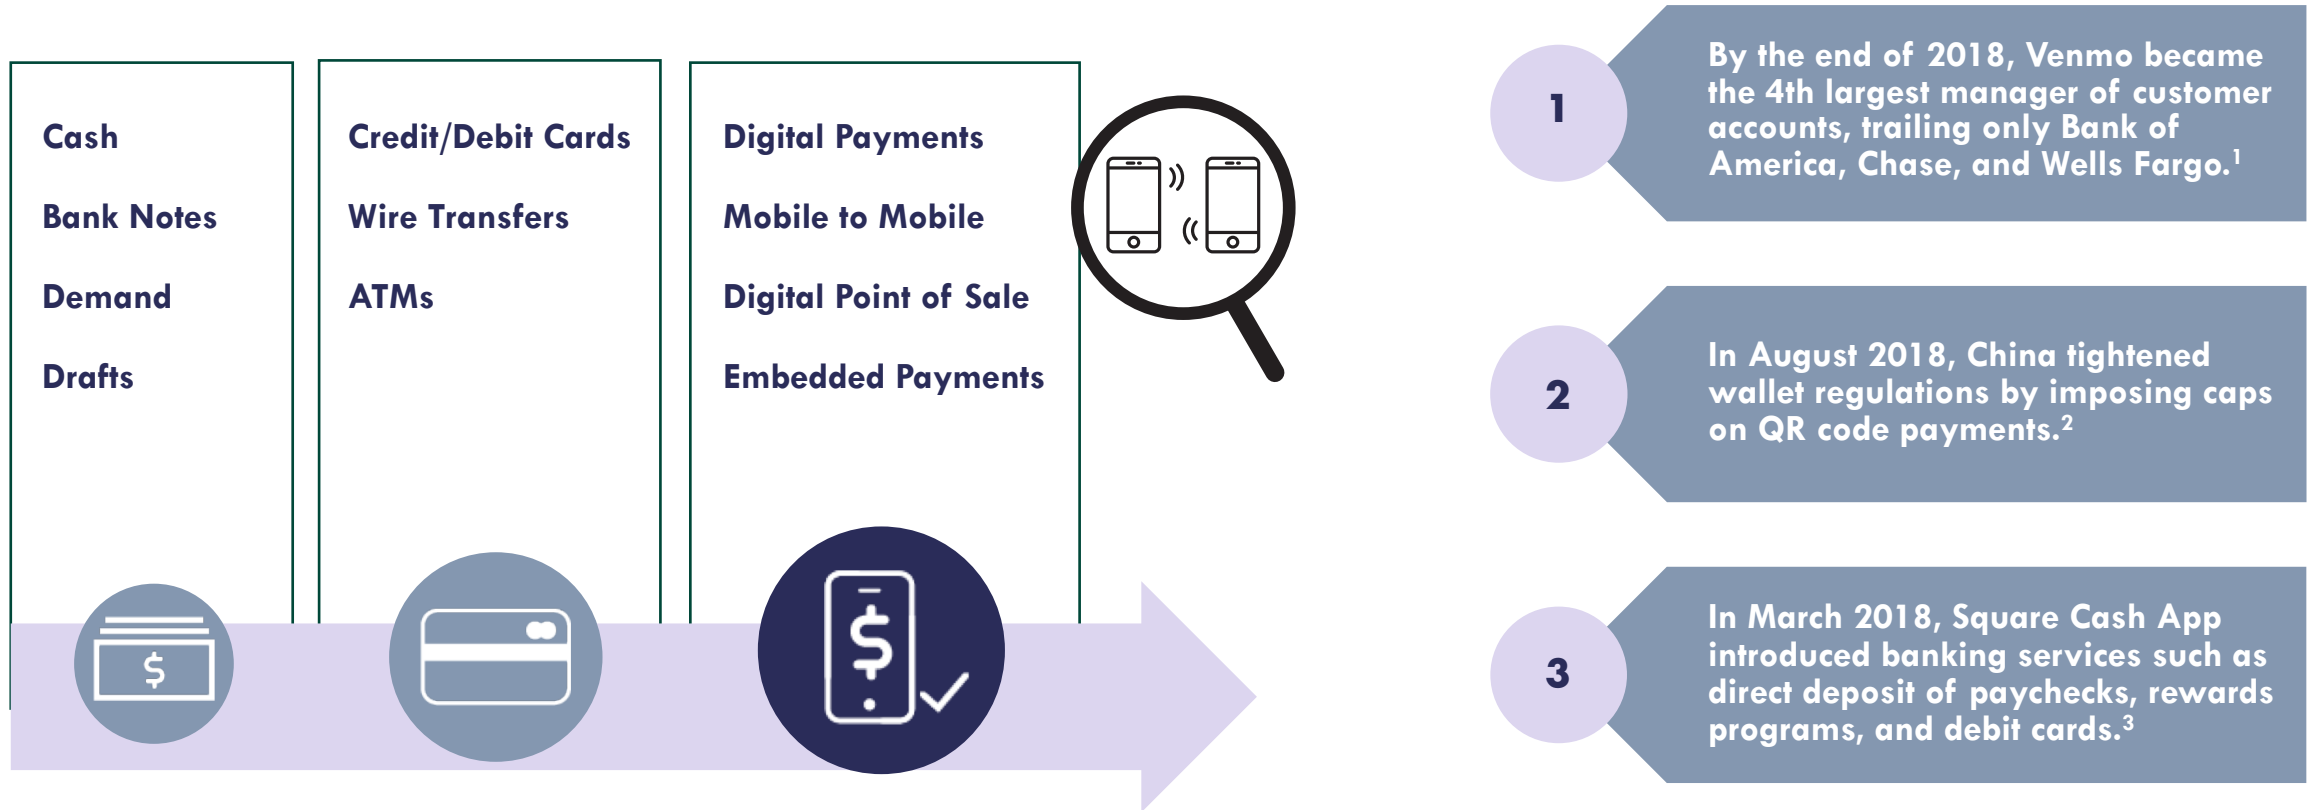 Cash
Bank Notes
Demand
Drafts
$
Credit/Debit Cards
Wire Transfers
ATMs
Digital Payments
Mobile to Mobile
Digital Point of Sale
Embedded Payments
$
1
By the end of 2018, Venmo became
the 4th largest manager of customer
accounts, trailing only Bank of
America, Chase, and Wells Fargo.¹
2
In August 2018, China tightened
wallet regulations by imposing caps
on QR code payments.²
3
In March 2018, Square Cash App
introduced banking services such as
direct deposit of paychecks, rewards
programs, and debit cards.³